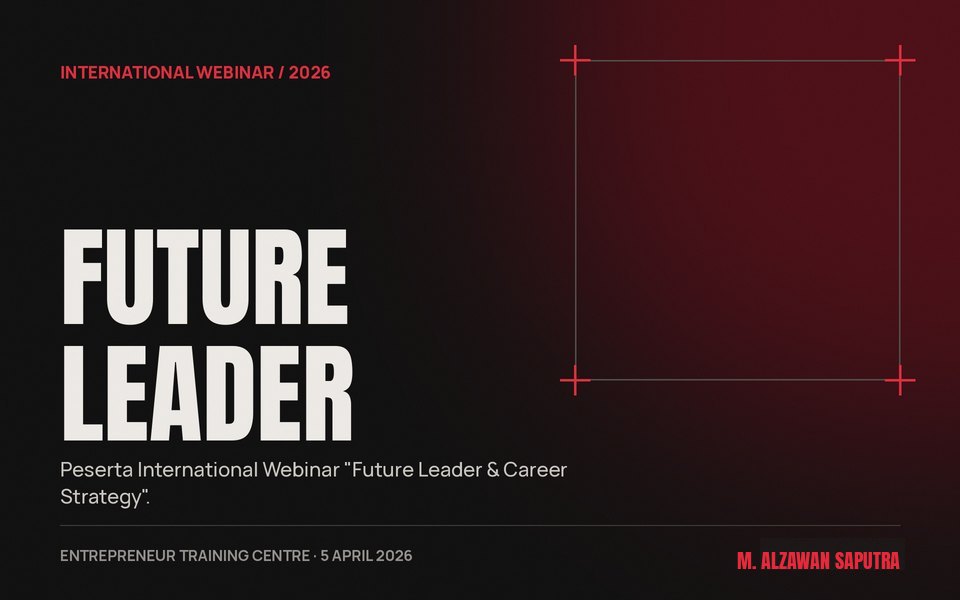 INTERNATIONAL WEBINAR / 2026
FUTURE
LEADER
Peserta International Webinar "Future Leader & Career
Strategy".
ENTREPRENEUR TRAINING CENTRE · 5 APRIL 2026
M. ALZAWAN SAPUTRA